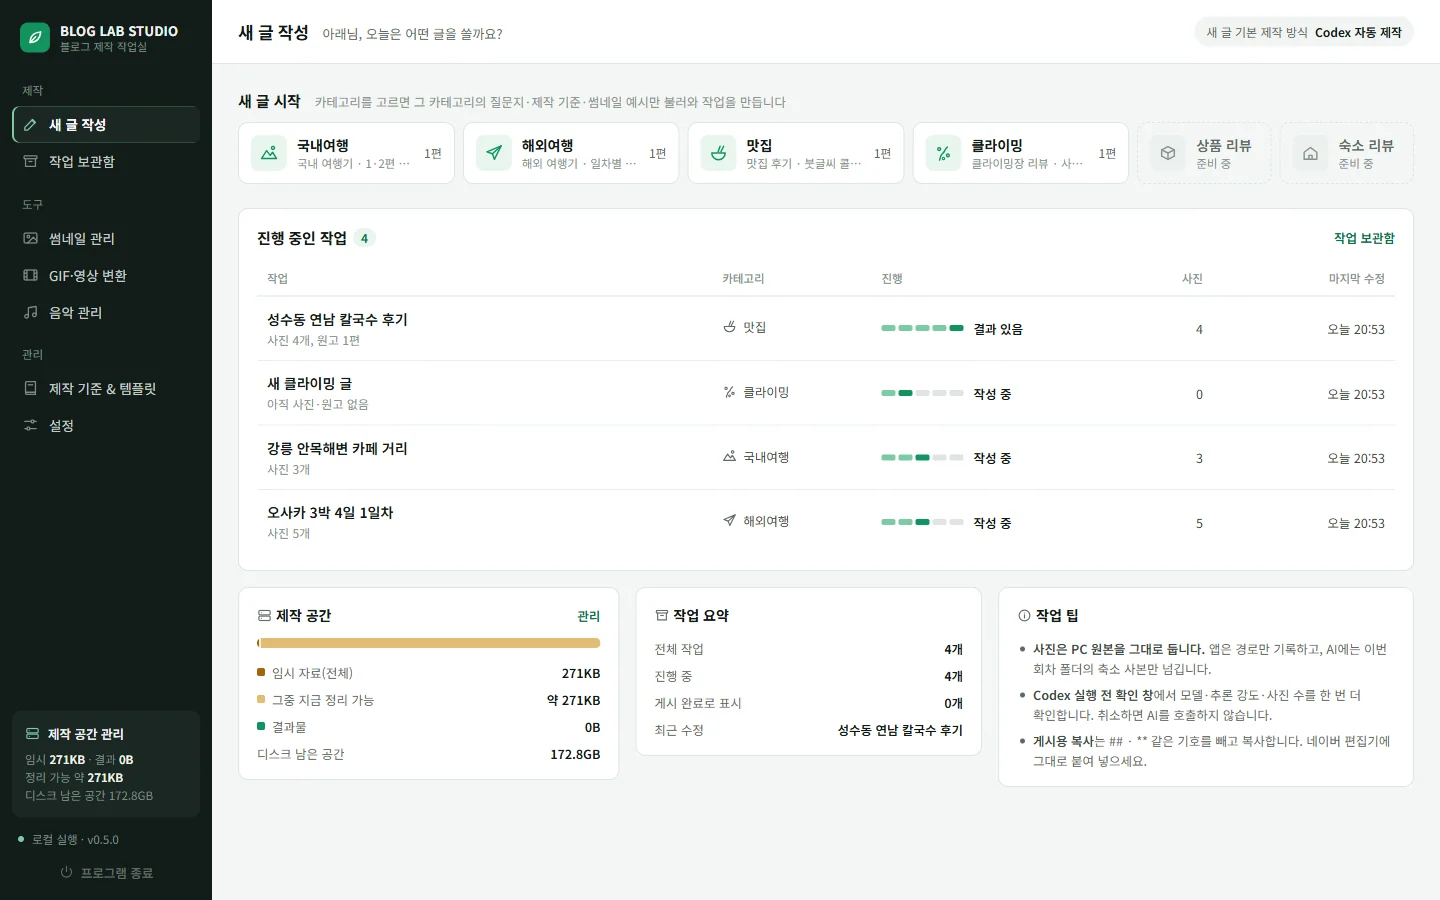 BLOG LAB STUDIO
블로그 제작 작업실
제작
새 글 작성
작업 보관함
도구
썸네일 관리
GIF·영상 변환
음악 관리
관리
제작 기준 & 템플릿
설정
제작 공간 관리
임시 271KB · 결과 0B
정리 가능 약 271KB
디스크 남은 공간 172.8GB
로컬 실행 · v0.5.0
프로그램 종료
새 글 작성 아래님, 오늘은 어떤 글을 쓸까요?
새 글 기본 제작 방식 Codex 자동 제작
새 글 시작 카테고리를 고르면 그 카테고리의 질문지·제작 기준·썸네일 예시만 불러와 작업을 만듭니다
국내여행
국내 여행기 · 1·2편 ···
1편
해외여행
해외 여행기 · 일차별 ···
1편
맛집
맛집 후기 · 붓글씨 콜···
1편
클라이밍
클라이밍장 리뷰 · 사···
1편
상품 리뷰
준비 중
숙소 리뷰
준비 중
진행 중인 작업 4
작업 보관함
작업 카테고리 진행 사진 마지막 수정
성수동 연남 칼국수 후기
사진 4개, 원고 1편
맛집 결과 있음 4 오늘 20:53
새 클라이밍 글
아직 사진·원고 없음
클라이밍 작성 중 0 오늘 20:53
강릉 안목해변 카페 거리
사진 3개
국내여행 작성 중 3 오늘 20:53
오사카 3박 4일 1일차
사진 5개
해외여행 작성 중 5 오늘 20:53
제작 공간 관리
임시 자료(전체) 271KB
그중 지금 정리 가능 약 271KB
결과물 0B
디스크 남은 공간 172.8GB
작업 요약
전체 작업 4개
진행 중 4개
게시 완료로 표시 0개
최근 수정 성수동 연남 칼국수 후기
작업 팁
사진은 PC 원본을 그대로 둡니다. 앱은 경로만 기록하고, AI에는 이번
회차 폴더의 축소 사본만 넘깁니다.
Codex 실행 전 확인 창에서 모델·추론 강도·사진 수를 한 번 더
확인합니다. 취소하면 AI를 호출하지 않습니다.
게시용 복사는 ## · ** 같은 기호를 빼고 복사합니다. 네이버 편집기에
그대로 붙여 넣으세요.